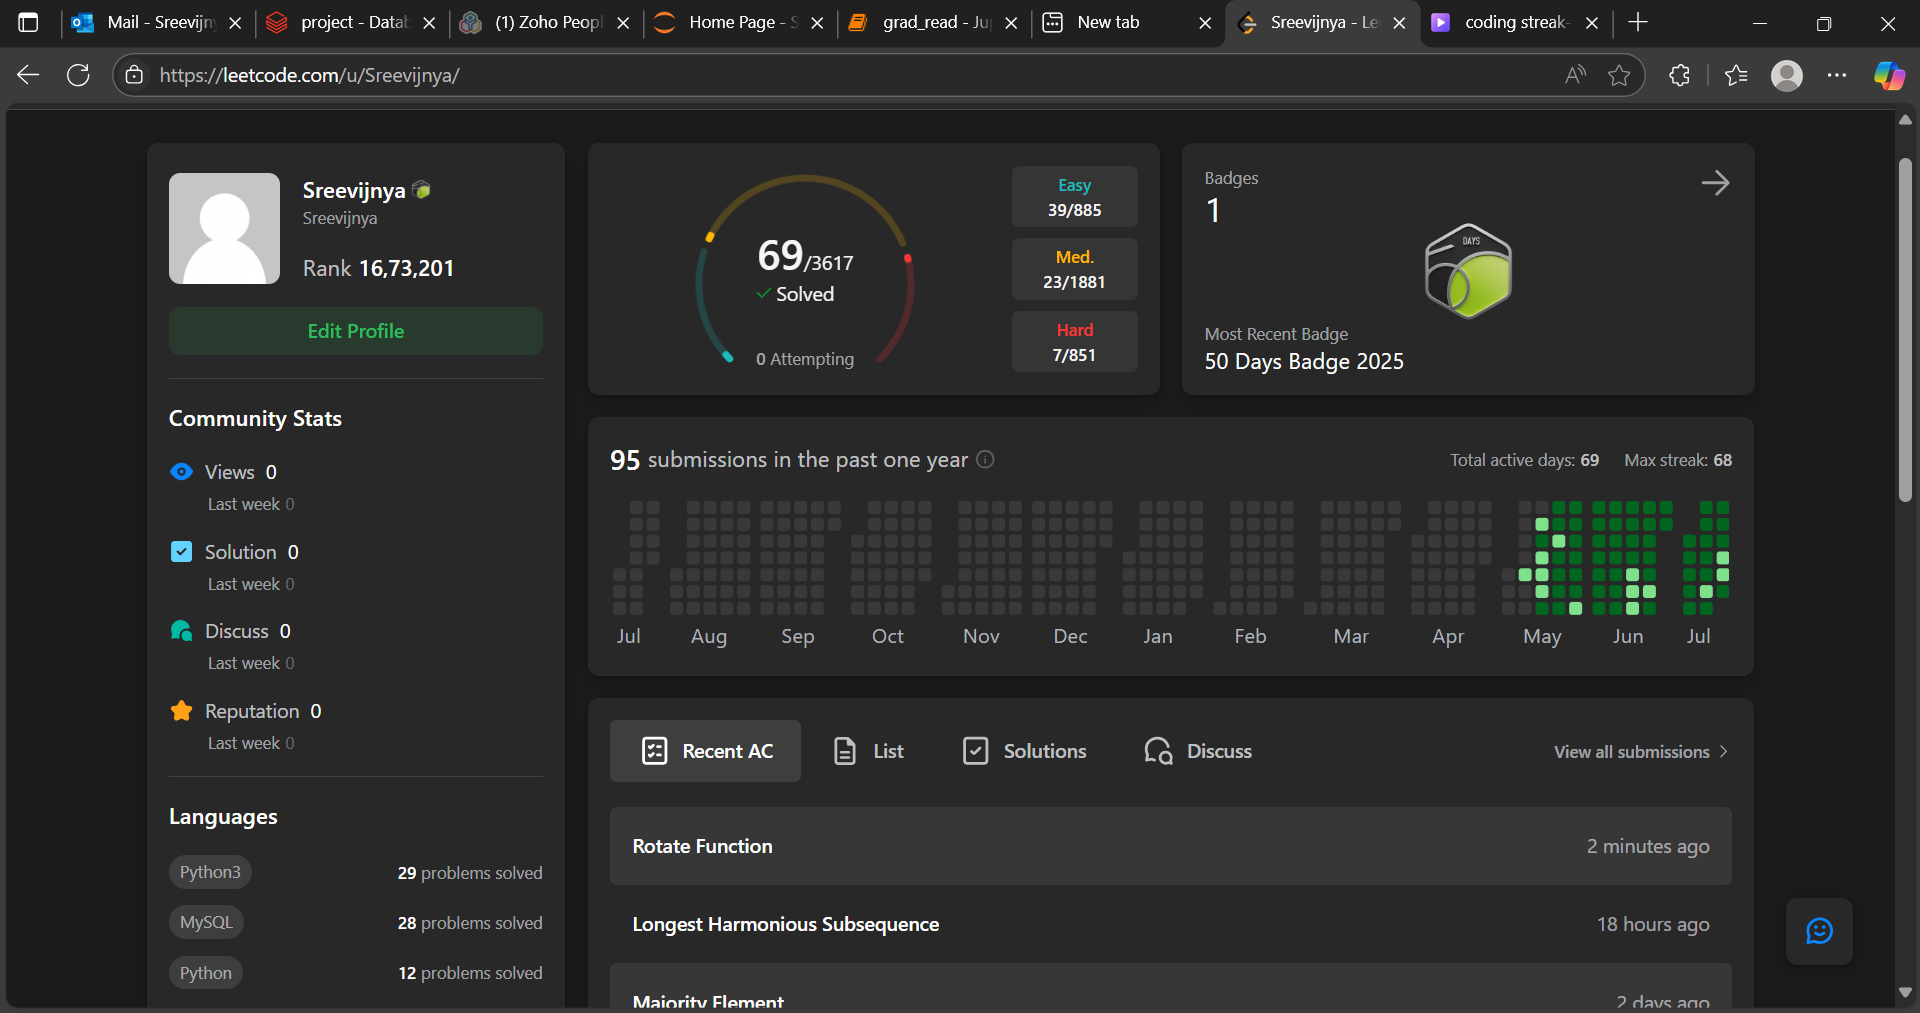 Mail - Sreevijny
project - Datab
(1) Zoho Peopl
Home Page - S
grad_read - Jup
New tab
Sreevijnya - Le
coding streak-
https://leetcode.com/u/Sreevijnya/
Sreevijnya
Sreevijnya
Rank 16,73,201
Edit Profile
Community Stats
Views 0
Last week 0
Solution 0
Last week 0
Discuss 0
Last week 0
Reputation 0
Last week 0
Languages
Python3 29 problems solved
MySQL 28 problems solved
Python 12 problems solved
69/3617
Solved
0 Attempting
Easy
39/885
Med.
23/1881
Hard
7/851
Badges
1
DAYS
Most Recent Badge
50 Days Badge 2025
95 submissions in the past one year
Total active days: 69 Max streak: 68
Jul Aug Sep Oct Nov Dec Jan Feb Mar Apr May Jun Jul
Recent AC List Solutions Discuss View all submissions
Rotate Function 2 minutes ago
Longest Harmonious Subsequence 18 hours ago
Majority Element 2 days ago